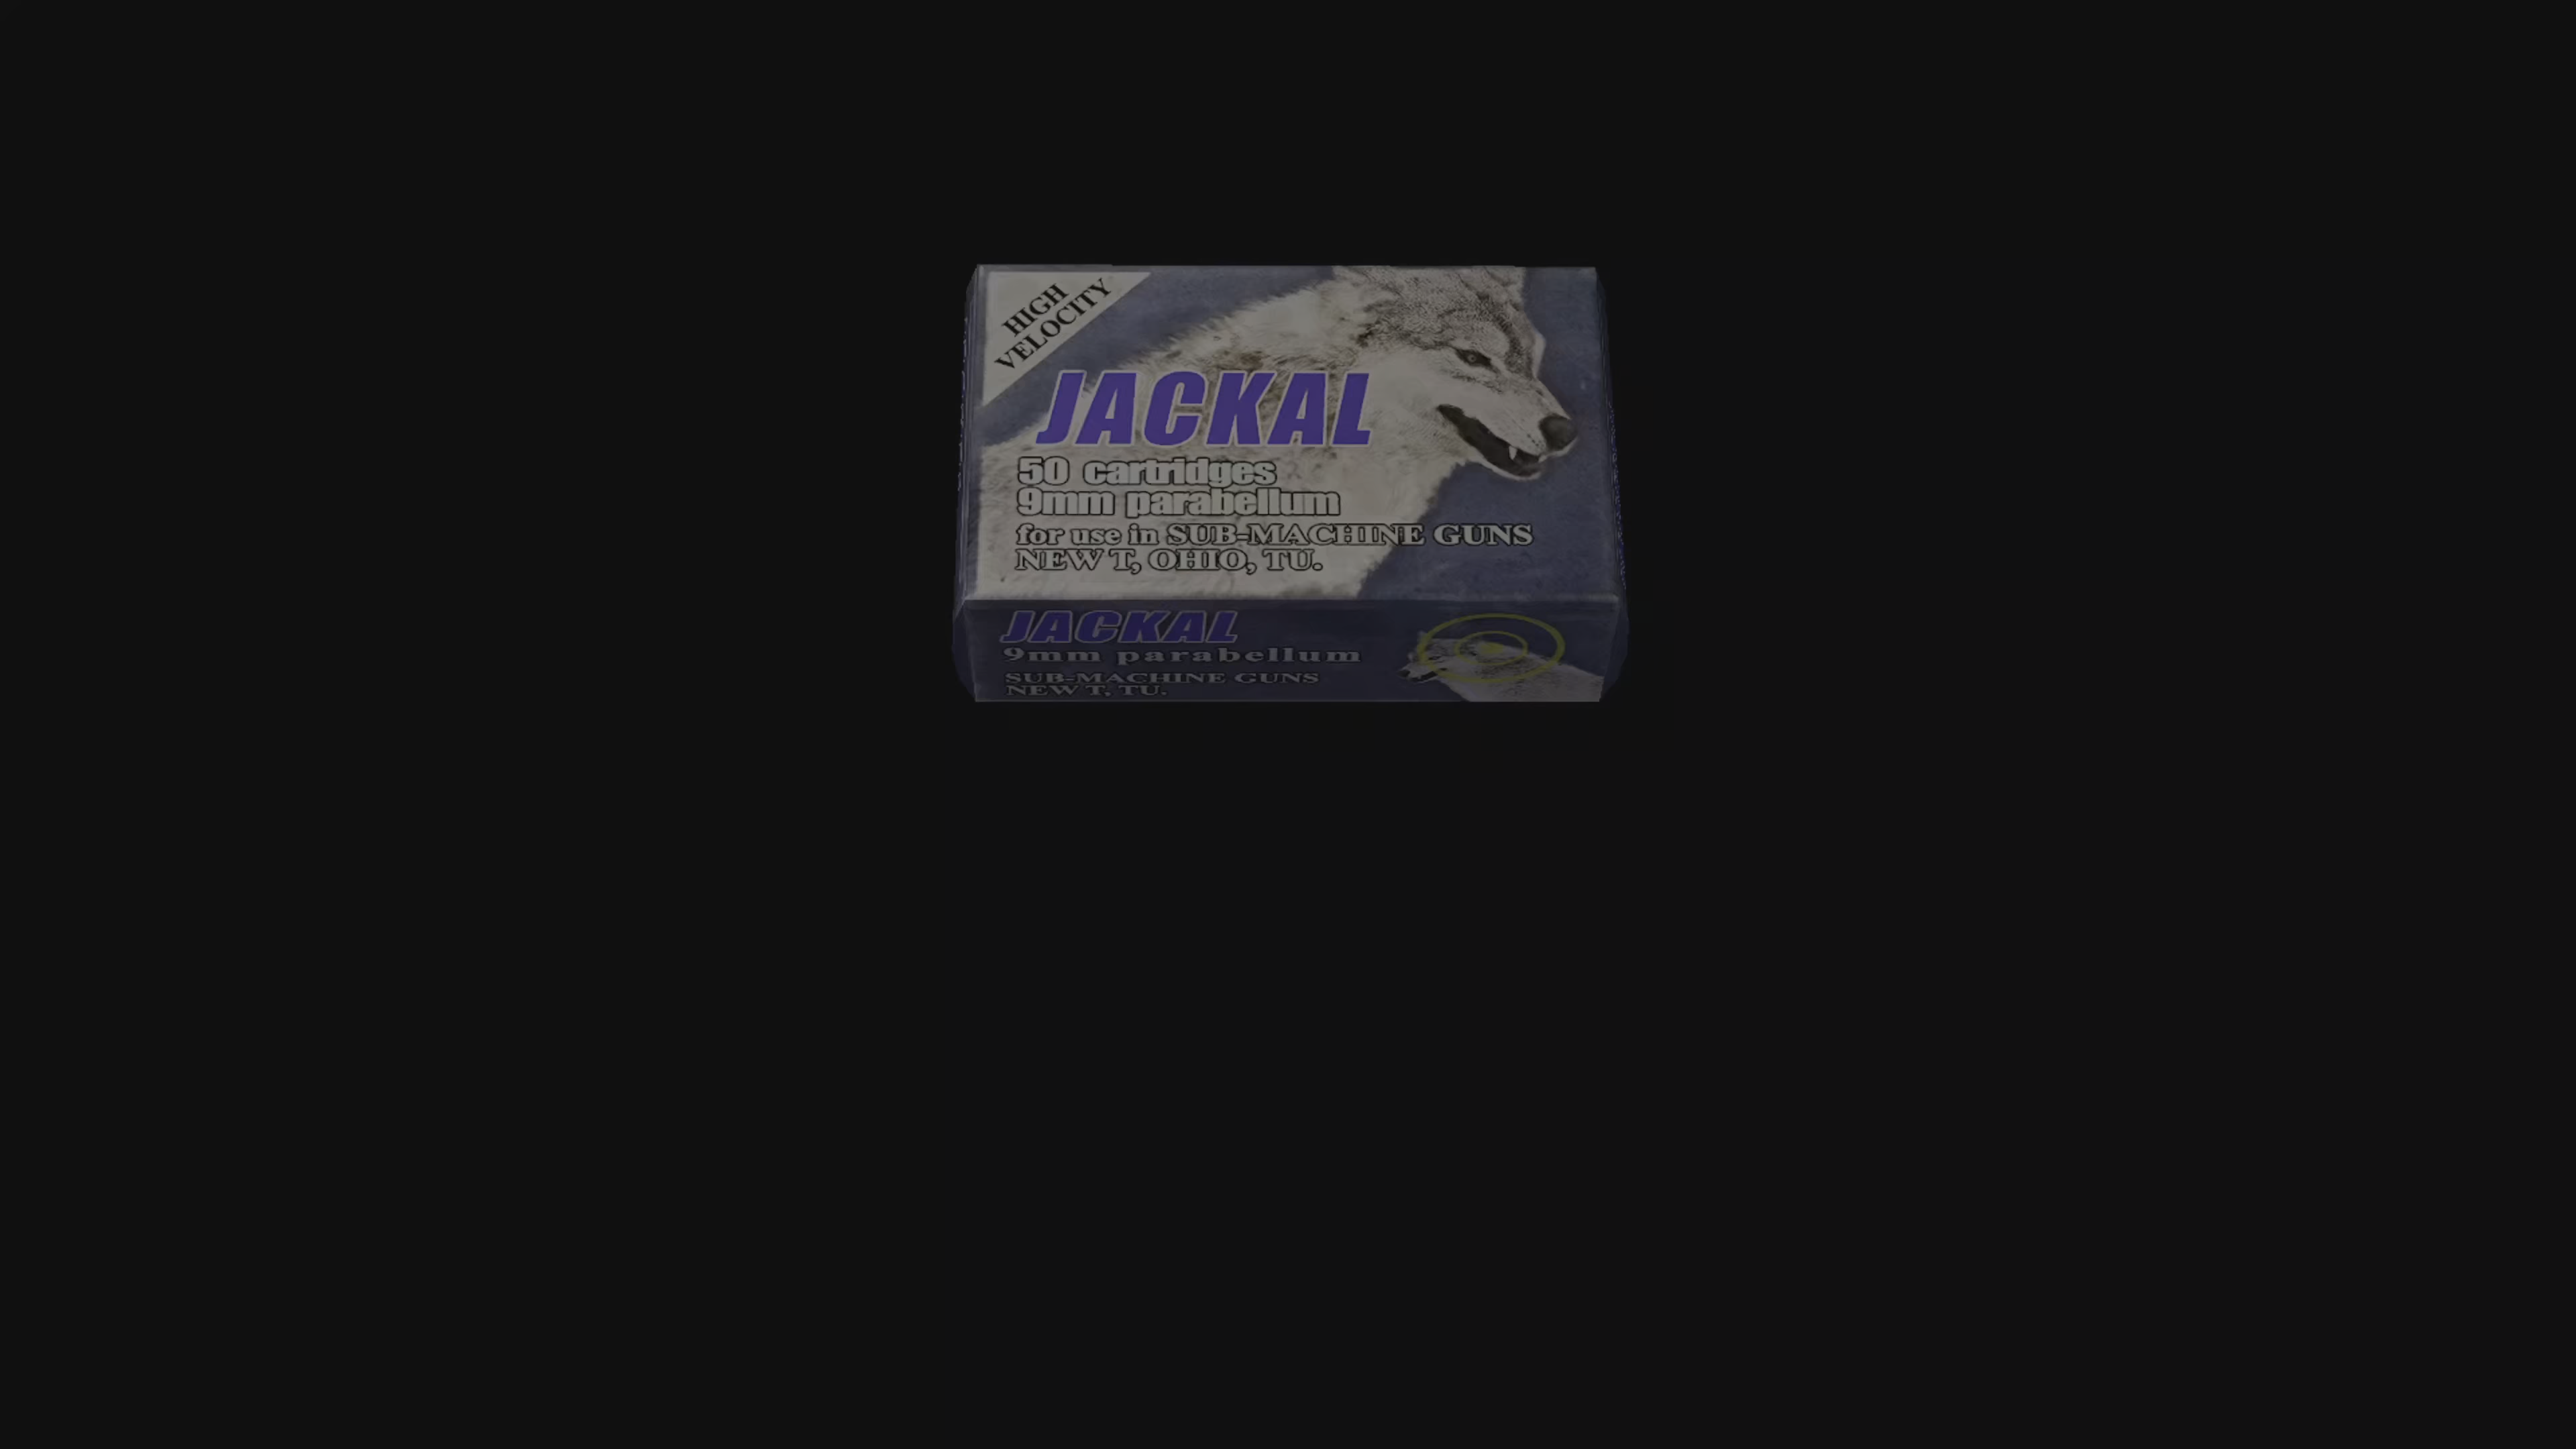 HIGH
VELOCITY
JACKAL
50 cartridges
9mm parabellum
for use in SUB-MACHINE GUNS
NEW T, OHIO, TU.
JACKAL
9mm parabellum
SUB-MACHINE GUNS
NEW T, TU.